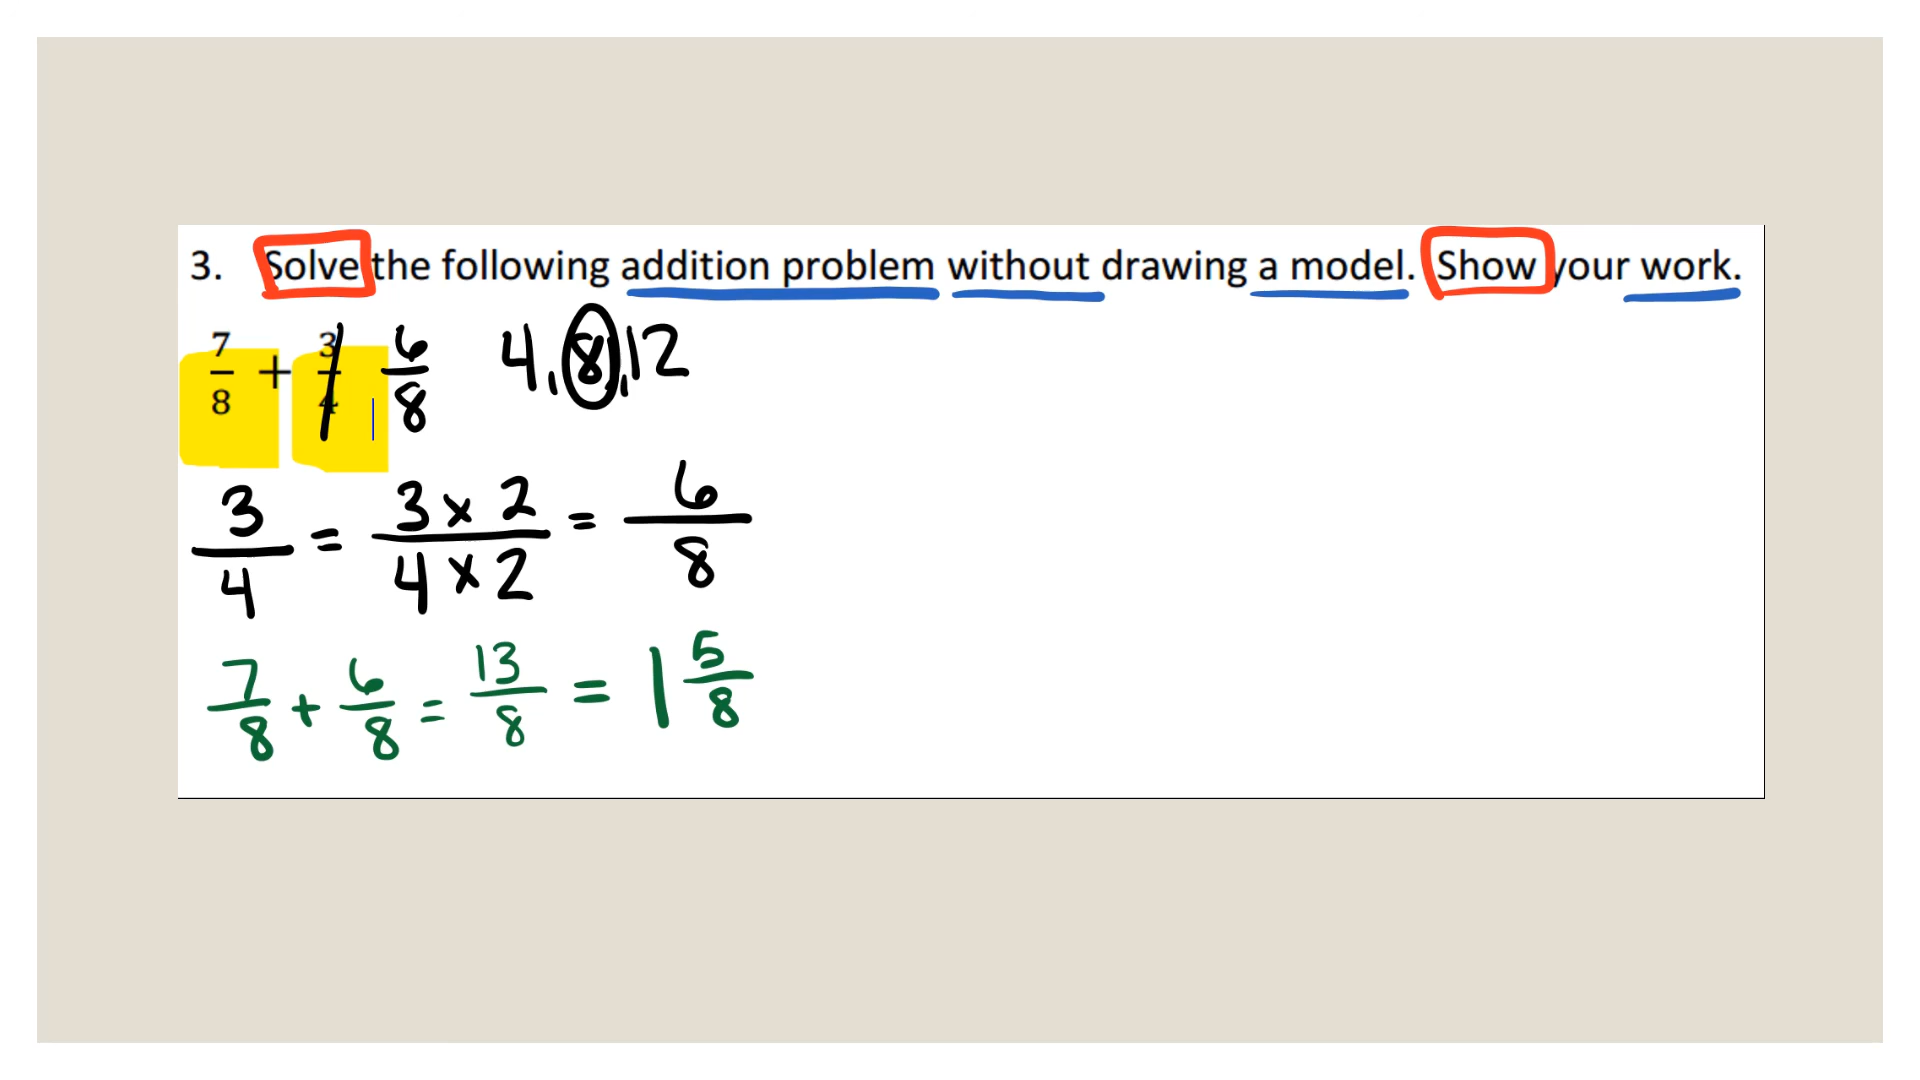 3. Solve the following addition problem without drawing a model. Show your work.
7/8 + 3/4 6/8 4, 8, 12
3/4 = 3 x 2/4 x 2 = 6/8
7/8 + 6/8 = 13/8 = 1 5/8